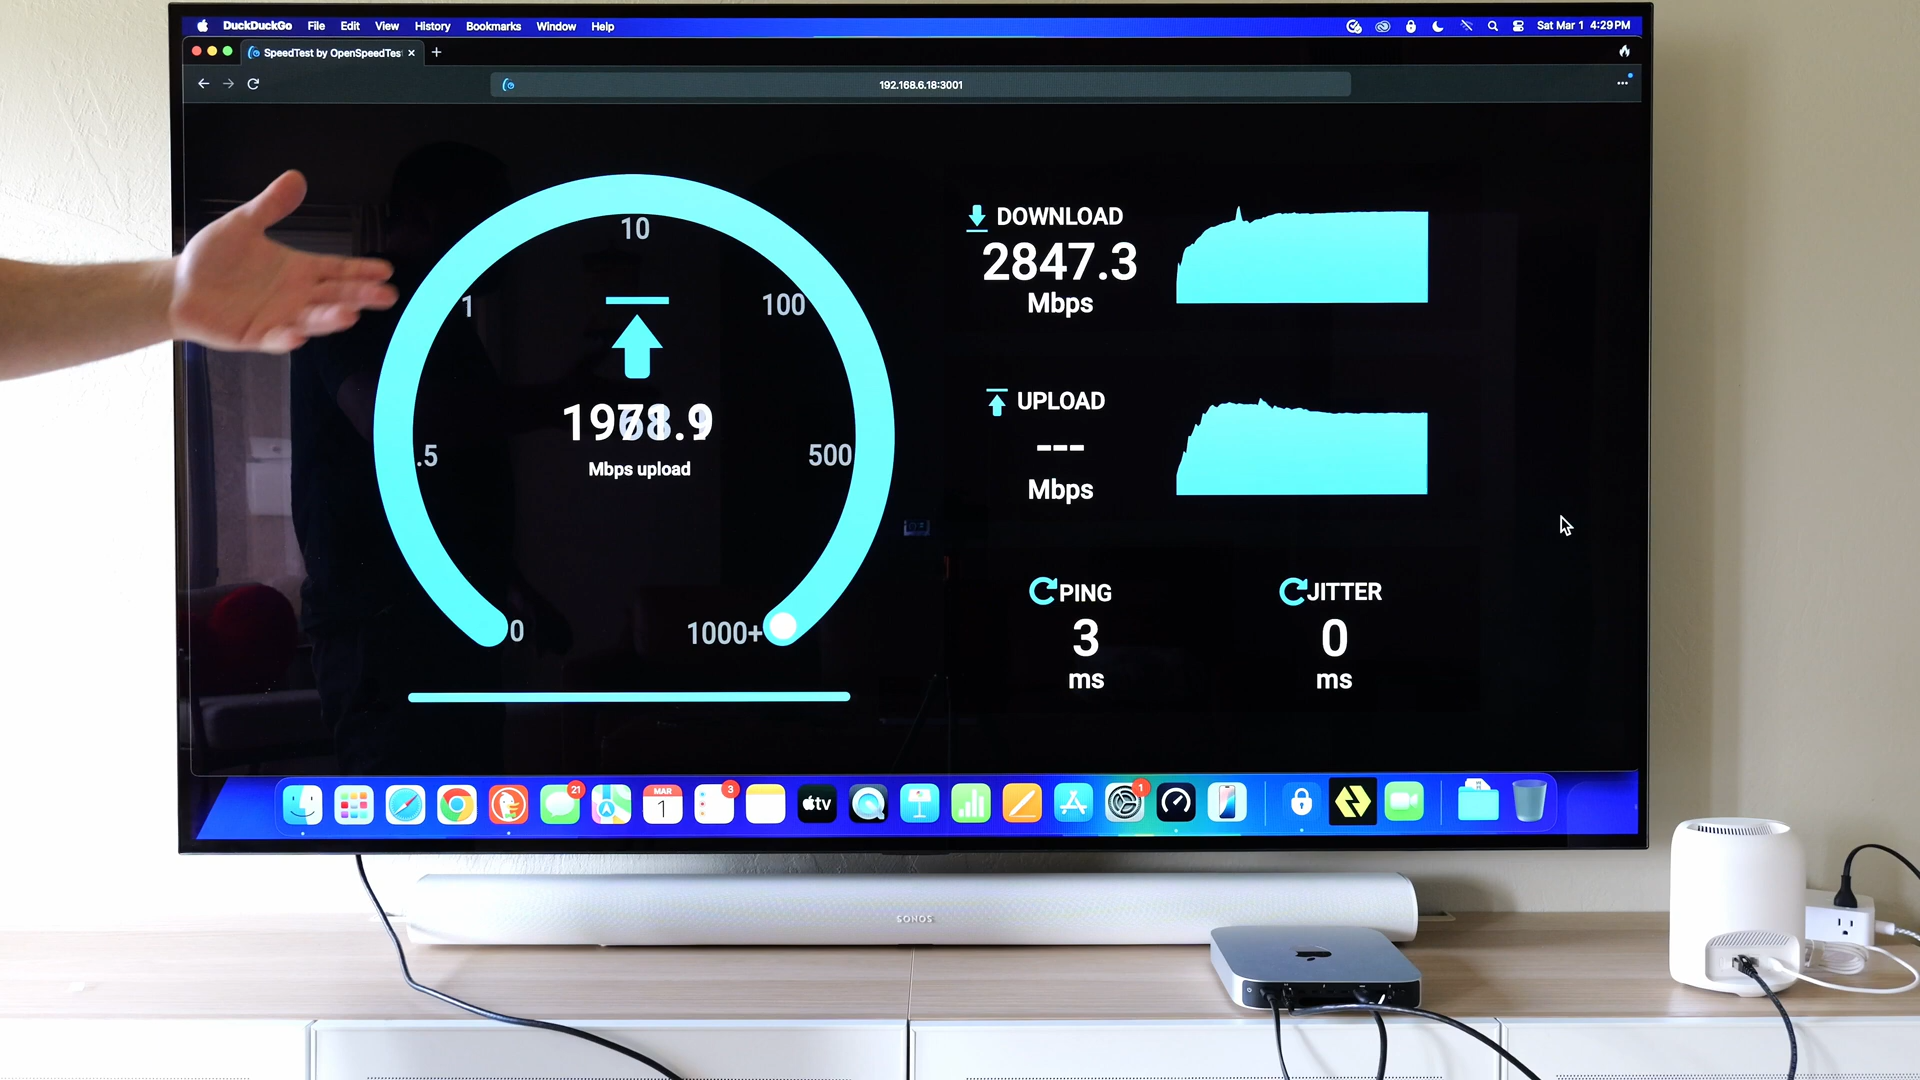 DuckDuckGo File Edit View History Bookmarks Window Help
Sat Mar 1 4:29 PM
SpeedTest by OpenSpeedTes
192.168.6.18:3001
10
1
100
.5
500
0
1000+
Mbps upload
DOWNLOAD
2847.3
Mbps
UPLOAD
---
Mbps
PING
3
ms
JITTER
0
ms
21
MAR
1
3
tv
1
SONOS